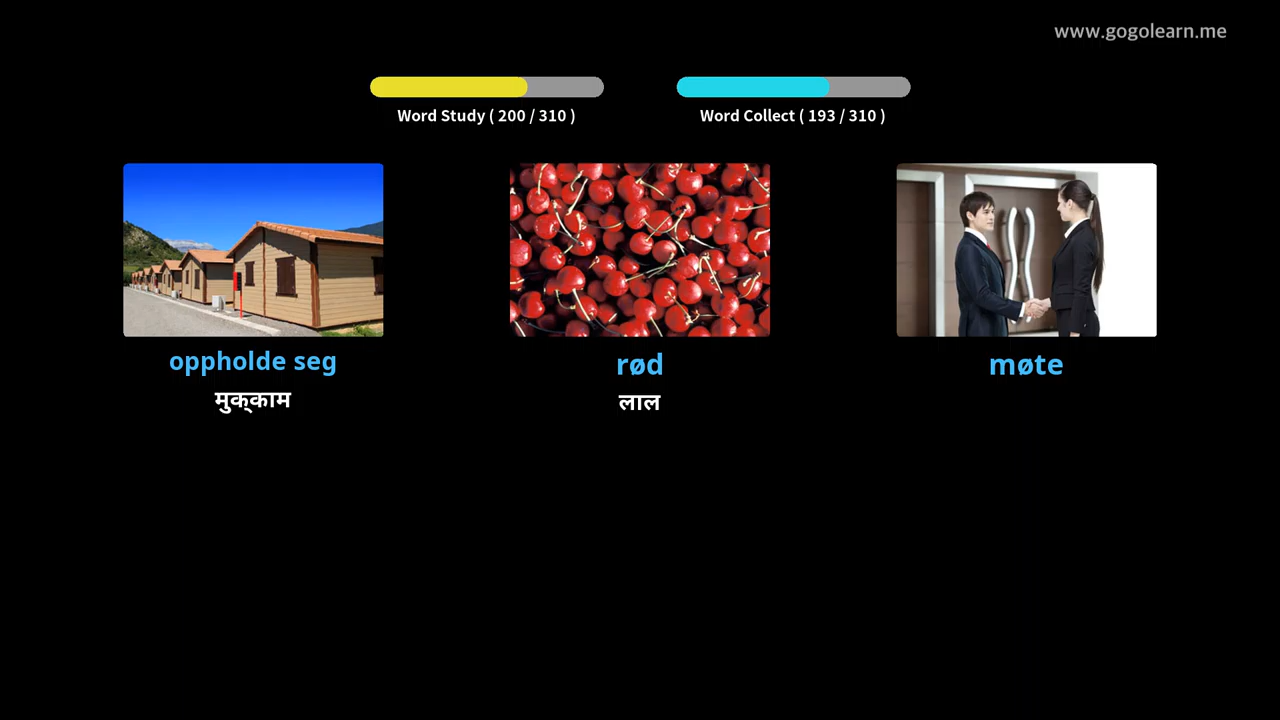 www.gogolearn.me
Word Study ( 200 / 310 )
Word Collect ( 193 / 310 )
oppholde seg
rød
møte
मुक्काम
लाल